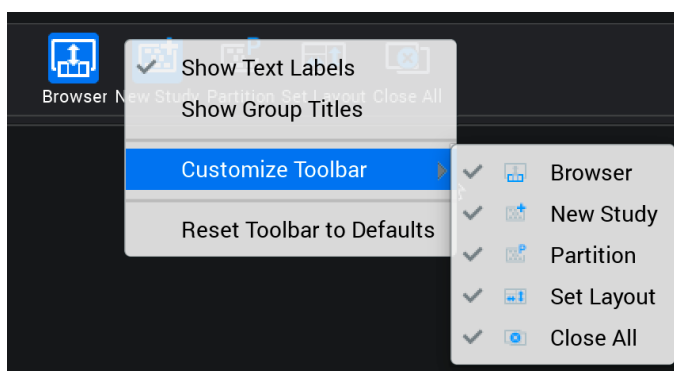 Browser New Study Partition Set Layout Close All
Show Text Labels
Show Group Titles
Customize Toolbar
Reset Toolbar to Defaults
Browser
New Study
Partition
Set Layout
Close All